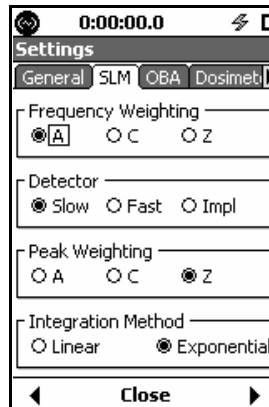 0:00:00.0
Settings
General SLM OBA Dosimet
Frequency Weighting
A C Z
Detector
Slow Fast Impl
Peak Weighting
A C Z
Integration Method
Linear Exponential
Close